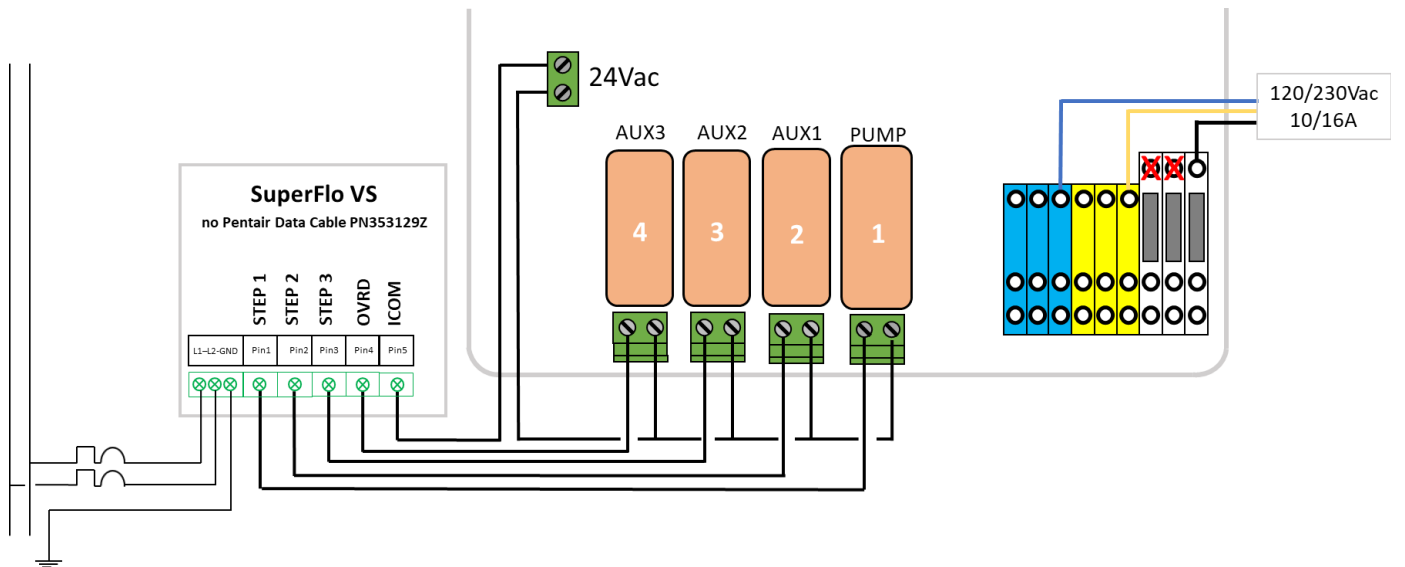 24Vac
120/230Vac
10/16A
AUX3 AUX2 AUX1 PUMP
4 3 2 1
SuperFlo VS
no Pentair Data Cable PN353129Z
STEP 1
STEP 2
STEP 3
OVRD
ICOM
L1–L2-GND Pin1 Pin2 Pin3 Pin4 Pin5